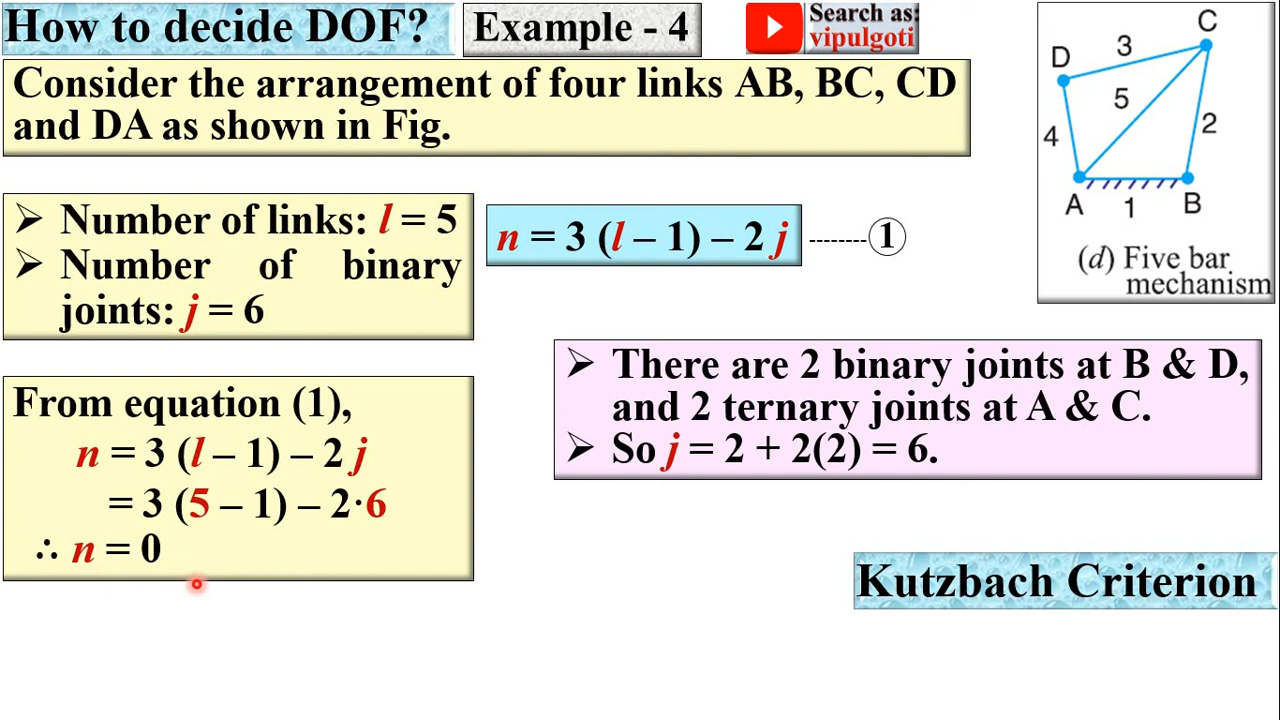 How to decide DOF?
Example - 4
Search as:
vipulgoti
Consider the arrangement of four links AB, BC, CD
and DA as shown in Fig.
➢ Number of links: l = 5
➢ Number of binary
joints: j = 6
n = 3 (l – 1) – 2 j --------- 1
C
3
D
5
4
2
A
1
B
(d) Five bar
mechanism
➢ There are 2 binary joints at B & D,
and 2 ternary joints at A & C.
➢ So j = 2 + 2(2) = 6.
From equation (1),
n = 3 (l – 1) – 2 j
= 3 (5 – 1) – 2·6
∴ n = 0
Kutzbach Criterion